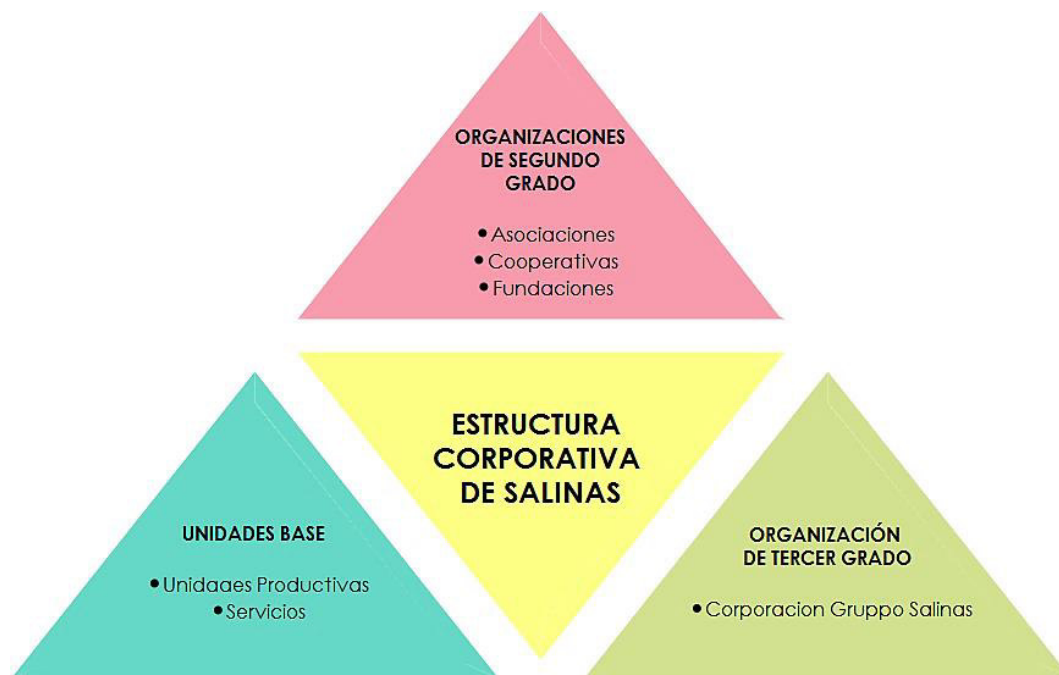 ORGANIZACIONES
DE SEGUNDO
GRADO
• Asociaciones
• Cooperativas
• Fundaciones
ESTRUCTURA
CORPORATIVA
DE SALINAS
UNIDADES BASE
• Unidaaes Productivas
• Servicios
ORGANIZACIÓN
DE TERCER GRADO
• Corporacion Gruppo Salinas